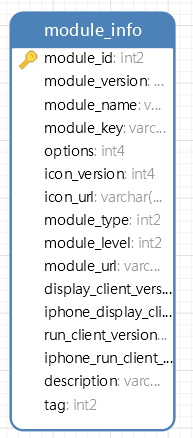 module_info
module_id: int2
module_version: ...
module_name: v...
module_key: varc...
options: int4
icon_version: int4
icon_url: varchar(...
module_type: int2
module_level: int2
module_url: varc...
display_client_vers...
iphone_display_cli...
run_client_version...
iphone_run_client_...
description: varc...
tag: int2